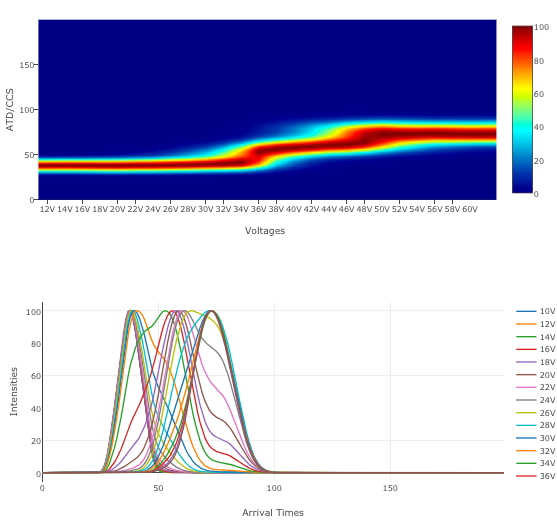 150
100
50
0
ATD/CCS
12V 14V 16V 18V 20V 22V 24V 26V 28V 30V 32V 34V 36V 38V 40V 42V 44V 46V 48V 50V 52V 54V 56V 58V 60V
Voltages
100
80
60
40
20
0
100
80
60
40
20
0
Intensities
0 50 100 150
Arrival Times
10V
12V
14V
16V
18V
20V
22V
24V
26V
28V
30V
32V
34V
36V